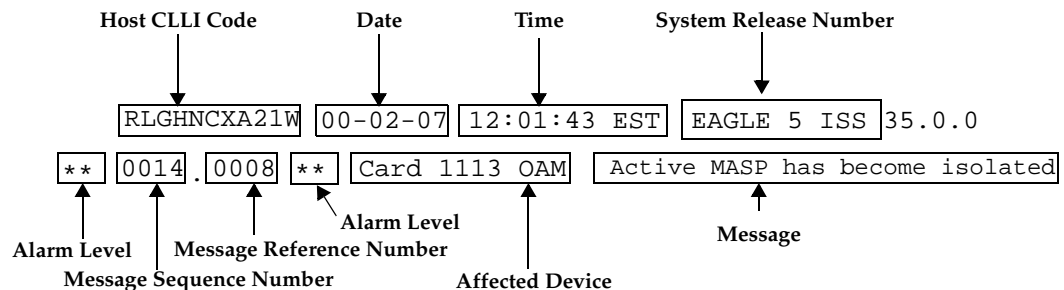 Host CLLI Code Date Time System Release Number
RLGHNCXA21W 00-02-07 12:01:43 EST EAGLE 5 ISS 35.0.0
** 0014 . 0008 ** Card 1113 OAM Active MASP has become isolated
Alarm Level
Message
Alarm Level Message Reference Number
Message Sequence Number Affected Device